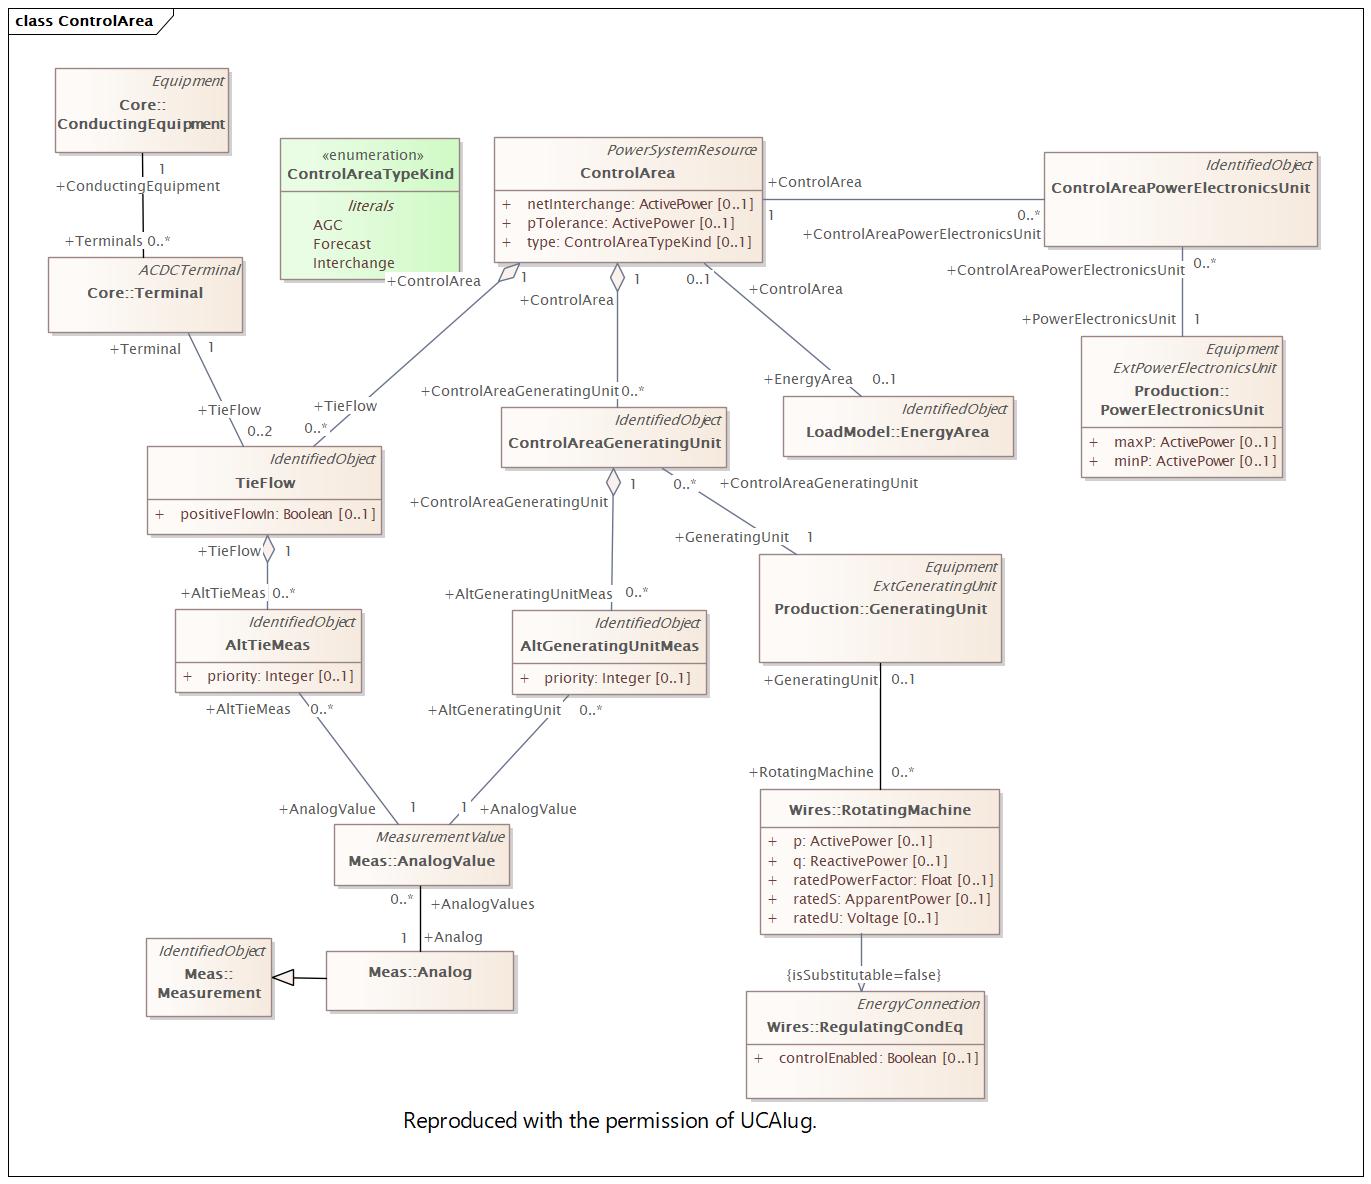 class ControlArea
Equipment
Core::
ConductingEquipment
1
+ConductingEquipment
+Terminals 0..*
ACDCTerminal
Core::Terminal
+Terminal 1
+TieFlow
0..2
«enumeration»
ControlAreaTypeKind
literals
AGC
Forecast
Interchange
PowerSystemResource
ControlArea
+ netInterchange: ActivePower [0..1]
+ pTolerance: ActivePower [0..1]
+ type: ControlAreaTypeKind [0..1]
+ControlArea
1
0..*
+ControlAreaPowerElectronicsUnit
IdentifiedObject
ControlAreaPowerElectronicsUnit
+ControlAreaPowerElectronicsUnit 0..*
+PowerElectronicsUnit 1
Equipment
ExtPowerElectronicsUnit
Production::
PowerElectronicsUnit
+ maxP: ActivePower [0..1]
+ minP: ActivePower [0..1]
+ControlArea 1
+TieFlow
0..*
1
+ControlArea
+ControlAreaGeneratingUnit 0..*
0..1
+ControlArea
+EnergyArea 0..1
IdentifiedObject
LoadModel::EnergyArea
IdentifiedObject
TieFlow
+ positiveFlowIn: Boolean [0..1]
+TieFlow 1
+AltTieMeas 0..*
IdentifiedObject
AltTieMeas
+ priority: Integer [0..1]
+AltTieMeas 0..*
+AnalogValue 1
IdentifiedObject
ControlAreaGeneratingUnit
1
+ControlAreaGeneratingUnit
+AltGeneratingUnitMeas 0..*
0..* +ControlAreaGeneratingUnit
+GeneratingUnit 1
IdentifiedObject
AltGeneratingUnitMeas
+ priority: Integer [0..1]
+AltGeneratingUnit 0..*
1 +AnalogValue
Equipment
ExtGeneratingUnit
Production::GeneratingUnit
+GeneratingUnit 0..1
+RotatingMachine 0..*
Wires::RotatingMachine
+ p: ActivePower [0..1]
+ q: ReactivePower [0..1]
+ ratedPowerFactor: Float [0..1]
+ ratedS: ApparentPower [0..1]
+ ratedU: Voltage [0..1]
{isSubstitutable=false}
EnergyConnection
Wires::RegulatingCondEq
+ controlEnabled: Boolean [0..1]
MeasurementValue
Meas::AnalogValue
0..* +AnalogValues
1 +Analog
Meas::Analog
IdentifiedObject
Meas::
Measurement
Reproduced with the permission of UCAIug.